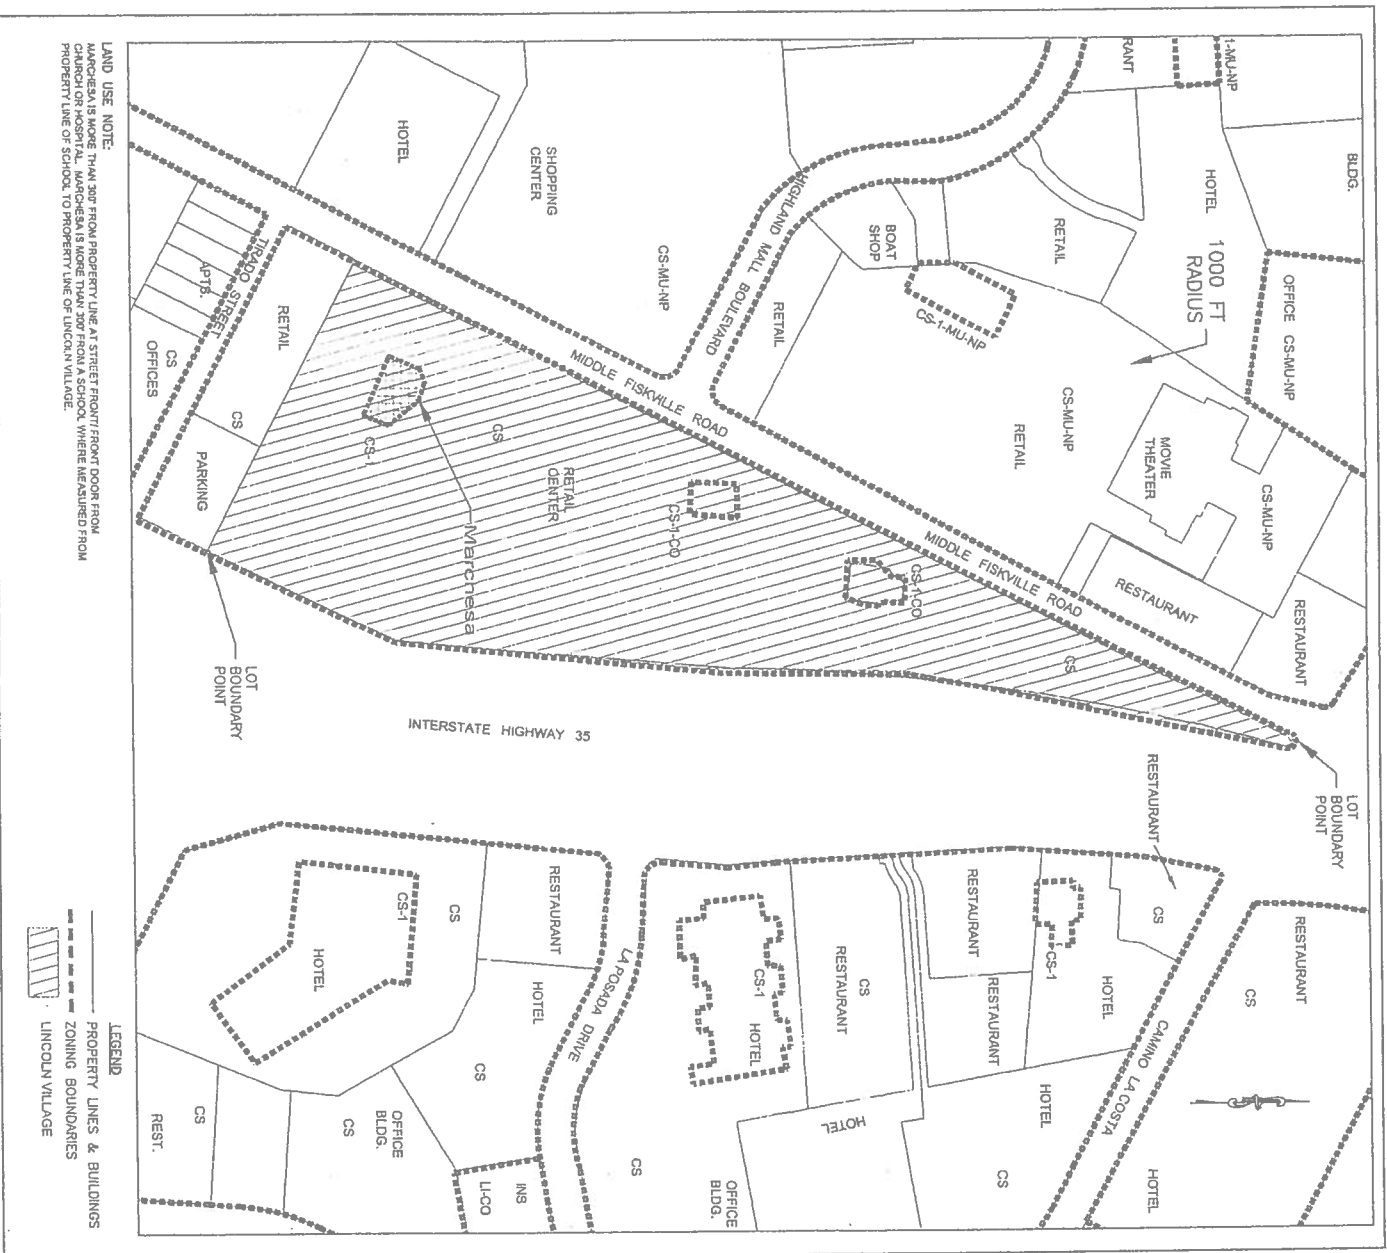 LAND USE NOTE:
MARCHESA IS MORE THAN 300' FROM PROPERTY LINE AT STREET FRONT/ FRONT DOOR FROM
CHURCH OR HOSPITAL. MARCHESA IS MORE THAN 300' FROM A SCHOOL WHERE MEASURED FROM
PROPERTY LINE OF SCHOOL TO PROPERTY LINE OF LINCOLN VILLAGE.
1-MU-NP
RANT
BLDG.
HOTEL
1000 FT
RADIUS
OFFICE CS-MU-NP
RETAIL
BOAT
SHOP
CS-1-MU-NP
RETAIL
HIGHLAND MALL BOULEVARD
CS-MU-NP
SHOPPING
CENTER
HOTEL
CS-MU-NP
RETAIL
MOVIE
THEATER
CS-MU-NP
RESTAURANT
RESTAURANT
MIDDLE FISKVILLE ROAD
MIDDLE FISKVILLE ROAD
TIRADO STREET
APTS.
CS
OFFICES
RETAIL
CS
PARKING
CS-1
CS
RETAIL
CENTER
CS-1-CO
CS-1-CO
CS
Marchesa
LOT
BOUNDARY
POINT
LOT
BOUNDARY
POINT
INTERSTATE HIGHWAY 35
RESTAURANT
CS
RESTAURANT
CS
CS-1
HOTEL
RESTAURANT
RESTAURANT
CAMINO LA COSTA
HOTEL
HOTEL
CS
CS
RESTAURANT
HOTEL
CS-1
HOTEL
CS
OFFICE
BLDG.
LA POSADA DRIVE
RESTAURANT
HOTEL
CS
CS
CS-1
HOTEL
INS
LI-CO
OFFICE
BLDG.
CS
CS
REST.
LEGEND
PROPERTY LINES & BUILDINGS
ZONING BOUNDARIES
LINCOLN VILLAGE